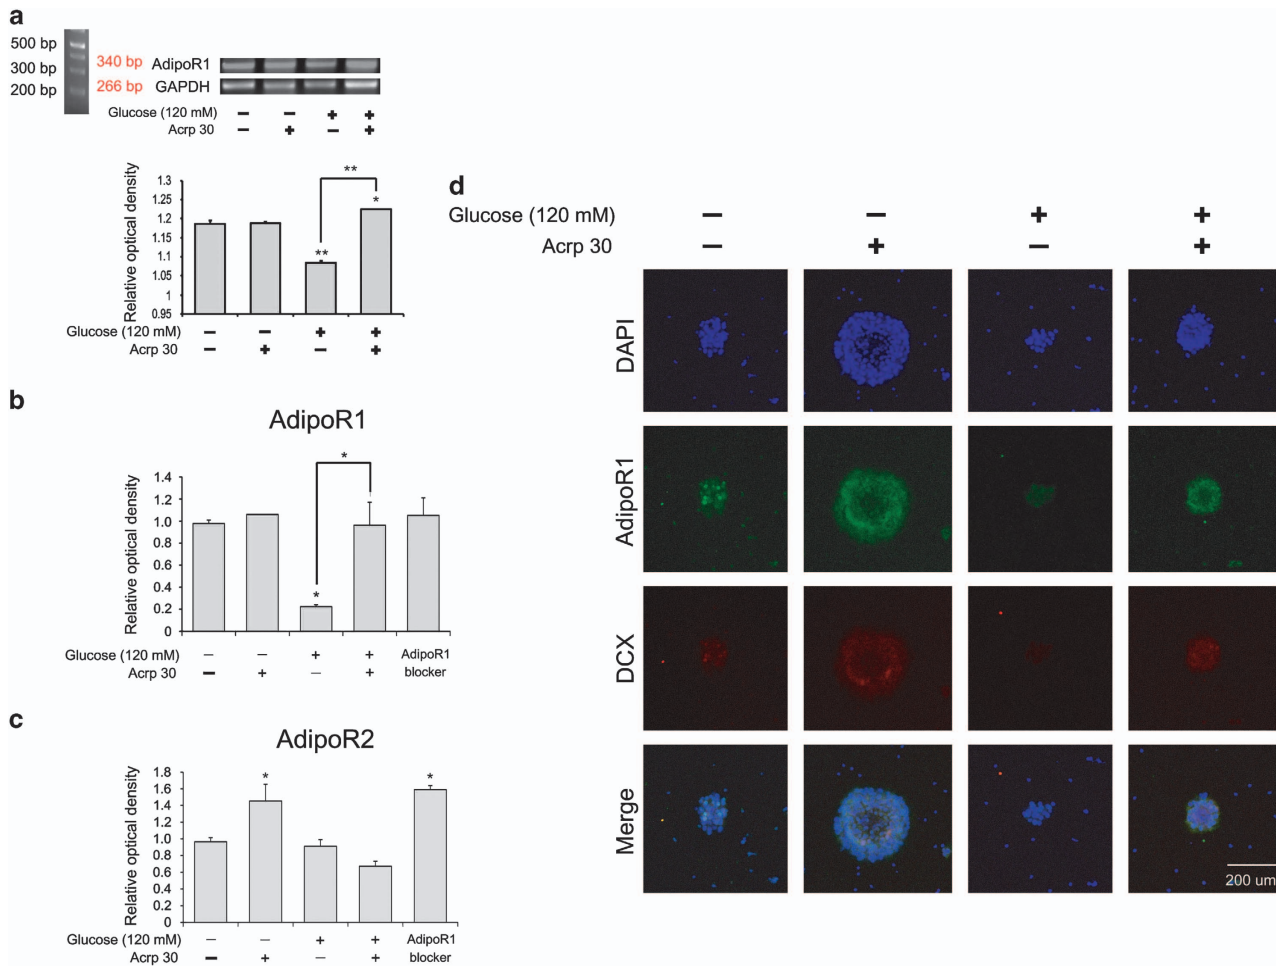 a
500 bp
300 bp
200 bp
340 bp AdipoR1
266 bp GAPDH
Glucose (120 mM) − − + +
Acrp 30 − + − +
Relative optical density
1.3
1.25
1.2
1.15
1.1
1.05
1
0.95
**
*
**
Glucose (120 mM) − − + +
Acrp 30 − + − +
b
AdipoR1
Relative optical density
1.4
1.2
1.0
0.8
0.6
0.4
0.2
0
*
*
Glucose (120 mM) − − + + AdipoR1
Acrp 30 − + − + blocker
c
AdipoR2
Relative optical density
1.8
1.6
1.4
1.2
1.0
0.8
0.6
0.4
0.2
0
*
*
Glucose (120 mM) − − + + AdipoR1
Acrp 30 − + − + blocker
d
Glucose (120 mM) − − + +
Acrp 30 − + − +
DAPI
AdipoR1
DCX
Merge
200 um